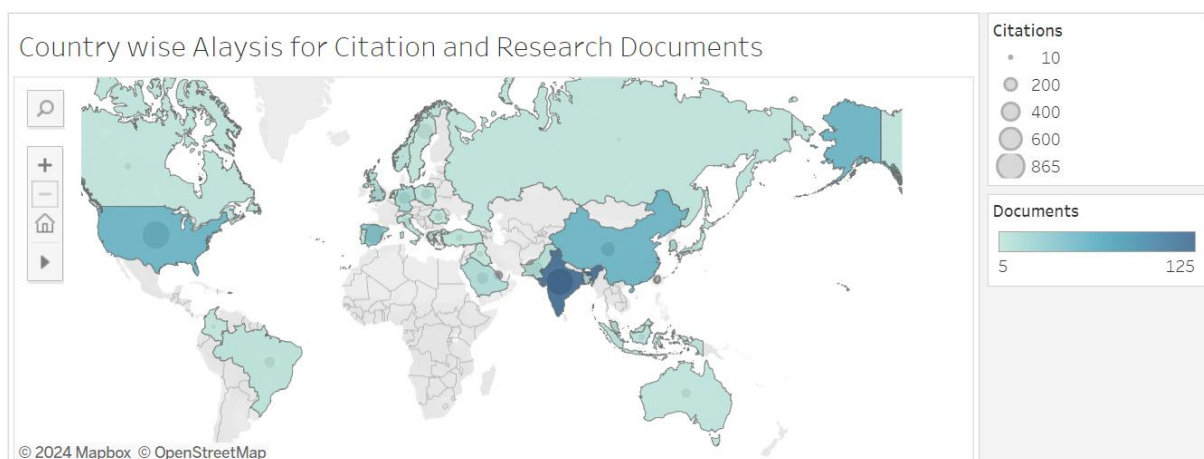 Country wise Alaysis for Citation and Research Documents
Citations
10
200
400
600
865
Documents
5 125
© 2024 Mapbox © OpenStreetMap